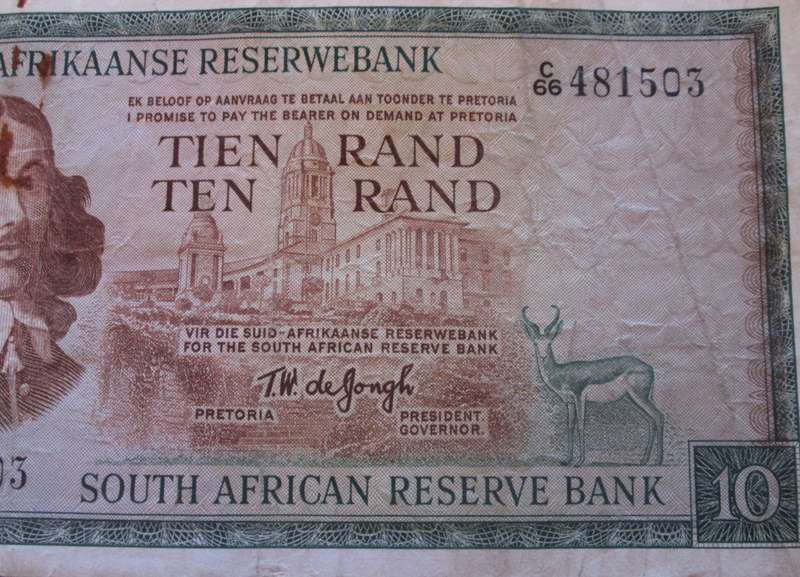 AFRIKAANSE RESERWEBANK
C/66 481503
EK BELOOF OP AANVRAAG TE BETAAL AAN TOONDER TE PRETORIA
I PROMISE TO PAY THE BEARER ON DEMAND AT PRETORIA
TIEN RAND
TEN RAND
VIR DIE SUID-AFRIKAANSE RESERWEBANK
FOR THE SOUTH AFRICAN RESERVE BANK
T.W. de Jongh
PRETORIA
PRESIDENT.
GOVERNOR.
03
SOUTH AFRICAN RESERVE BANK
10